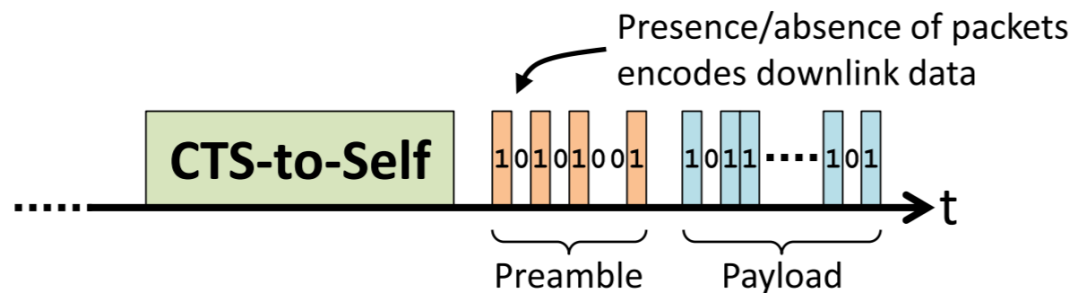 Presence/absence of packets
encodes downlink data
CTS-to-Self
10101001
1011....101
......
t
Preamble
Payload